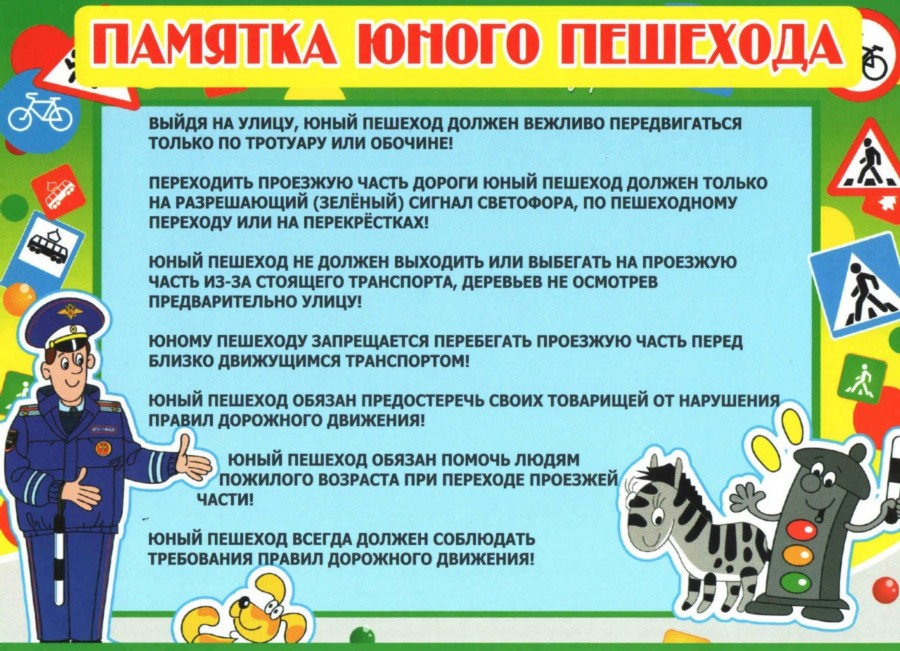 ПАМЯТКА ЮНОГО ПЕШЕХОДА
ВЫЙДЯ НА УЛИЦУ, ЮНЫЙ ПЕШЕХОД ДОЛЖЕН ВЕЖЛИВО ПЕРЕДВИГАТЬСЯ
ТОЛЬКО ПО ТРОТУАРУ ИЛИ ОБОЧИНЕ!
ПЕРЕХОДИТЬ ПРОЕЗЖУЮ ЧАСТЬ ДОРОГИ ЮНЫЙ ПЕШЕХОД ДОЛЖЕН ТОЛЬКО
НА РАЗРЕШАЮЩИЙ (ЗЕЛЁНЫЙ) СИГНАЛ СВЕТОФОРА, ПО ПЕШЕХОДНОМУ
ПЕРЕХОДУ ИЛИ НА ПЕРЕКРЁСТКАХ!
ЮНЫЙ ПЕШЕХОД НЕ ДОЛЖЕН ВЫХОДИТЬ ИЛИ ВЫБЕГАТЬ НА ПРОЕЗЖУЮ
ЧАСТЬ ИЗ-ЗА СТОЯЩЕГО ТРАНСПОРТА, ДЕРЕВЬЕВ НЕ ОСМОТРЕВ
ПРЕДВАРИТЕЛЬНО УЛИЦУ!
ЮНОМУ ПЕШЕХОДУ ЗАПРЕЩАЕТСЯ ПЕРЕБЕГАТЬ ПРОЕЗЖУЮ ЧАСТЬ ПЕРЕД
БЛИЗКО ДВИЖУЩИМСЯ ТРАНСПОРТОМ!
ЮНЫЙ ПЕШЕХОД ОБЯЗАН ПРЕДОСТЕРЕЧЬ СВОИХ ТОВАРИЩЕЙ ОТ НАРУШЕНИЯ
ПРАВИЛ ДОРОЖНОГО ДВИЖЕНИЯ!
ЮНЫЙ ПЕШЕХОД ОБЯЗАН ПОМОЧЬ ЛЮДЯМ
ПОЖИЛОГО ВОЗРАСТА ПРИ ПЕРЕХОДЕ ПРОЕЗЖЕЙ
ЧАСТИ!
ЮНЫЙ ПЕШЕХОД ВСЕГДА ДОЛЖЕН СОБЛЮДАТЬ
ТРЕБОВАНИЯ ПРАВИЛ ДОРОЖНОГО ДВИЖЕНИЯ!